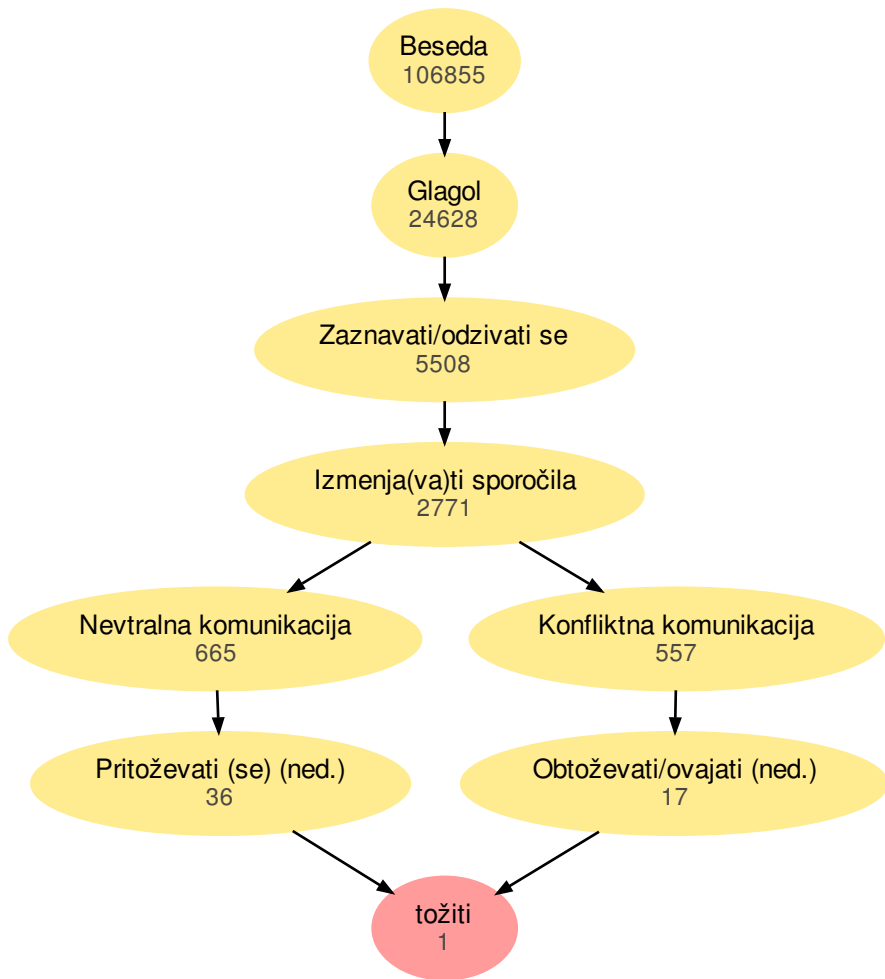 Beseda
106855
Glagol
24628
Zaznavati/odzivati se
5508
Izmenja(va)ti sporočila
2771
Nevtralna komunikacija
665
Konfliktna komunikacija
557
Pritoževati (se) (ned.)
36
Obtoževati/ovajati (ned.)
17
tožiti
1